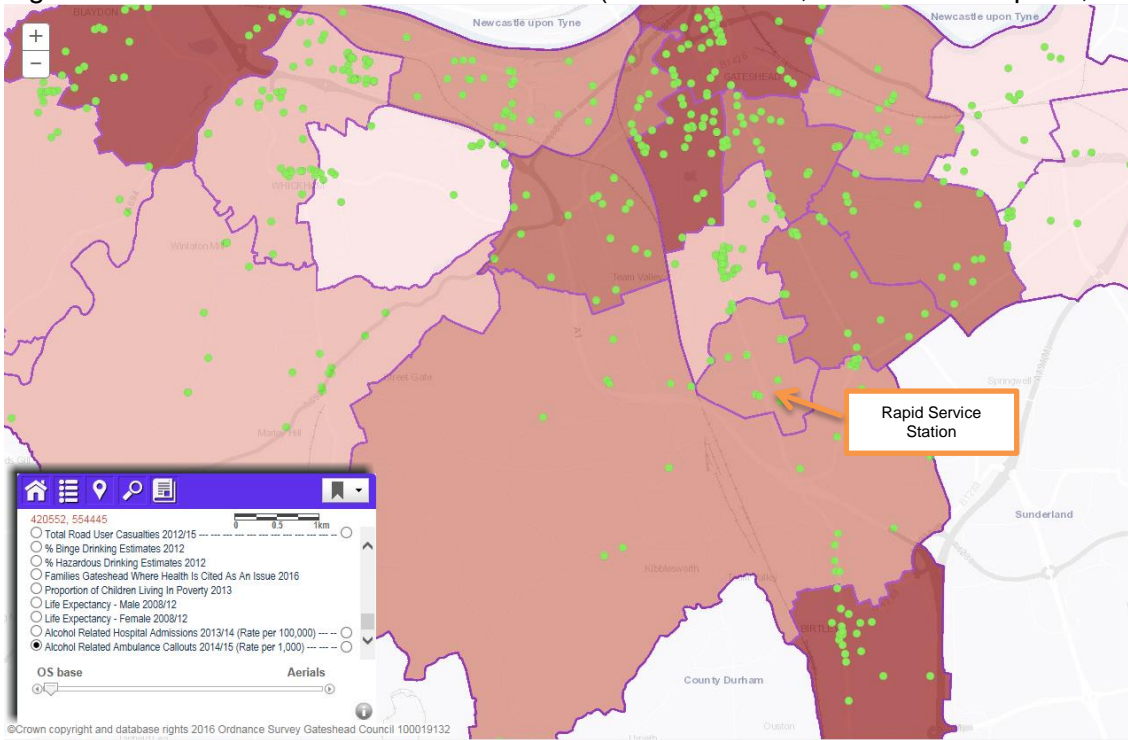 BLAYDON
Newcastle upon Tyne
Newcastle upon Tyne
+
−
GATESHEAD
WHICKHAM
Winlaton Mill
Team Valley
A1
Street Gate
Springwell
Marley Hill
Rapid Service
Station
Sunderland
Kibblesworth
BIRTLEY
County Durham
Ouston
420552, 554445
0 0.5 1km
Total Road User Casualties 2012/15
% Binge Drinking Estimates 2012
% Hazardous Drinking Estimates 2012
Families Gateshead Where Health Is Cited As An Issue 2016
Proportion of Children Living In Poverty 2013
Life Expectancy - Male 2008/12
Life Expectancy - Female 2008/12
Alcohol Related Hospital Admissions 2013/14 (Rate per 100,000)
Alcohol Related Ambulance Callouts 2014/15 (Rate per 1,000)
OS base Aerials
©Crown copyright and database rights 2016 Ordnance Survey Gateshead Council 100019132